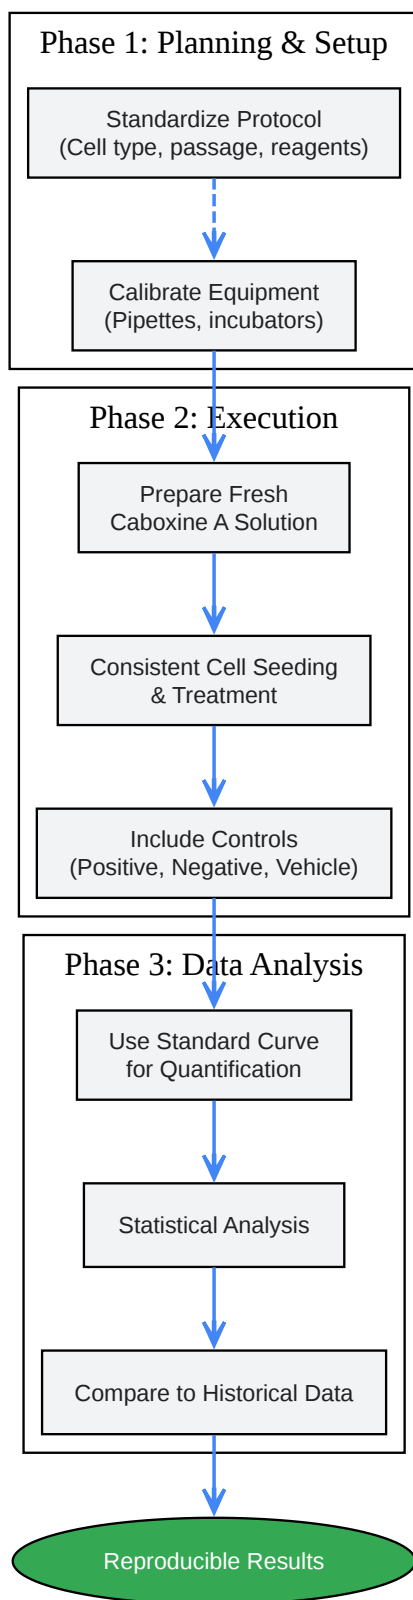 Phase 1: Planning & Setup
Standardize Protocol
(Cell type, passage, reagents)
Calibrate Equipment
(Pipettes, incubators)
Phase 2: Execution
Prepare Fresh
Caboxine A Solution
Consistent Cell Seeding
& Treatment
Include Controls
(Positive, Negative, Vehicle)
Phase 3: Data Analysis
Use Standard Curve
for Quantification
Statistical Analysis
Compare to Historical Data
Reproducible Results